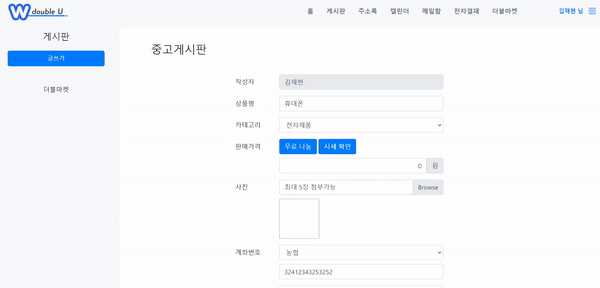 W double U
홈 게시판 주소록 캘린더 메일함 전자결재 더블마켓 김재현 님
게시판
글쓰기
더블마켓
중고게시판
작성자 김재현
상품명 휴대폰
카테고리 전자제품
판매가격 무료 나눔 시세 확인
0 원
사진 최대 5장 첨부가능 Browse
계좌번호 농협
32412343253252